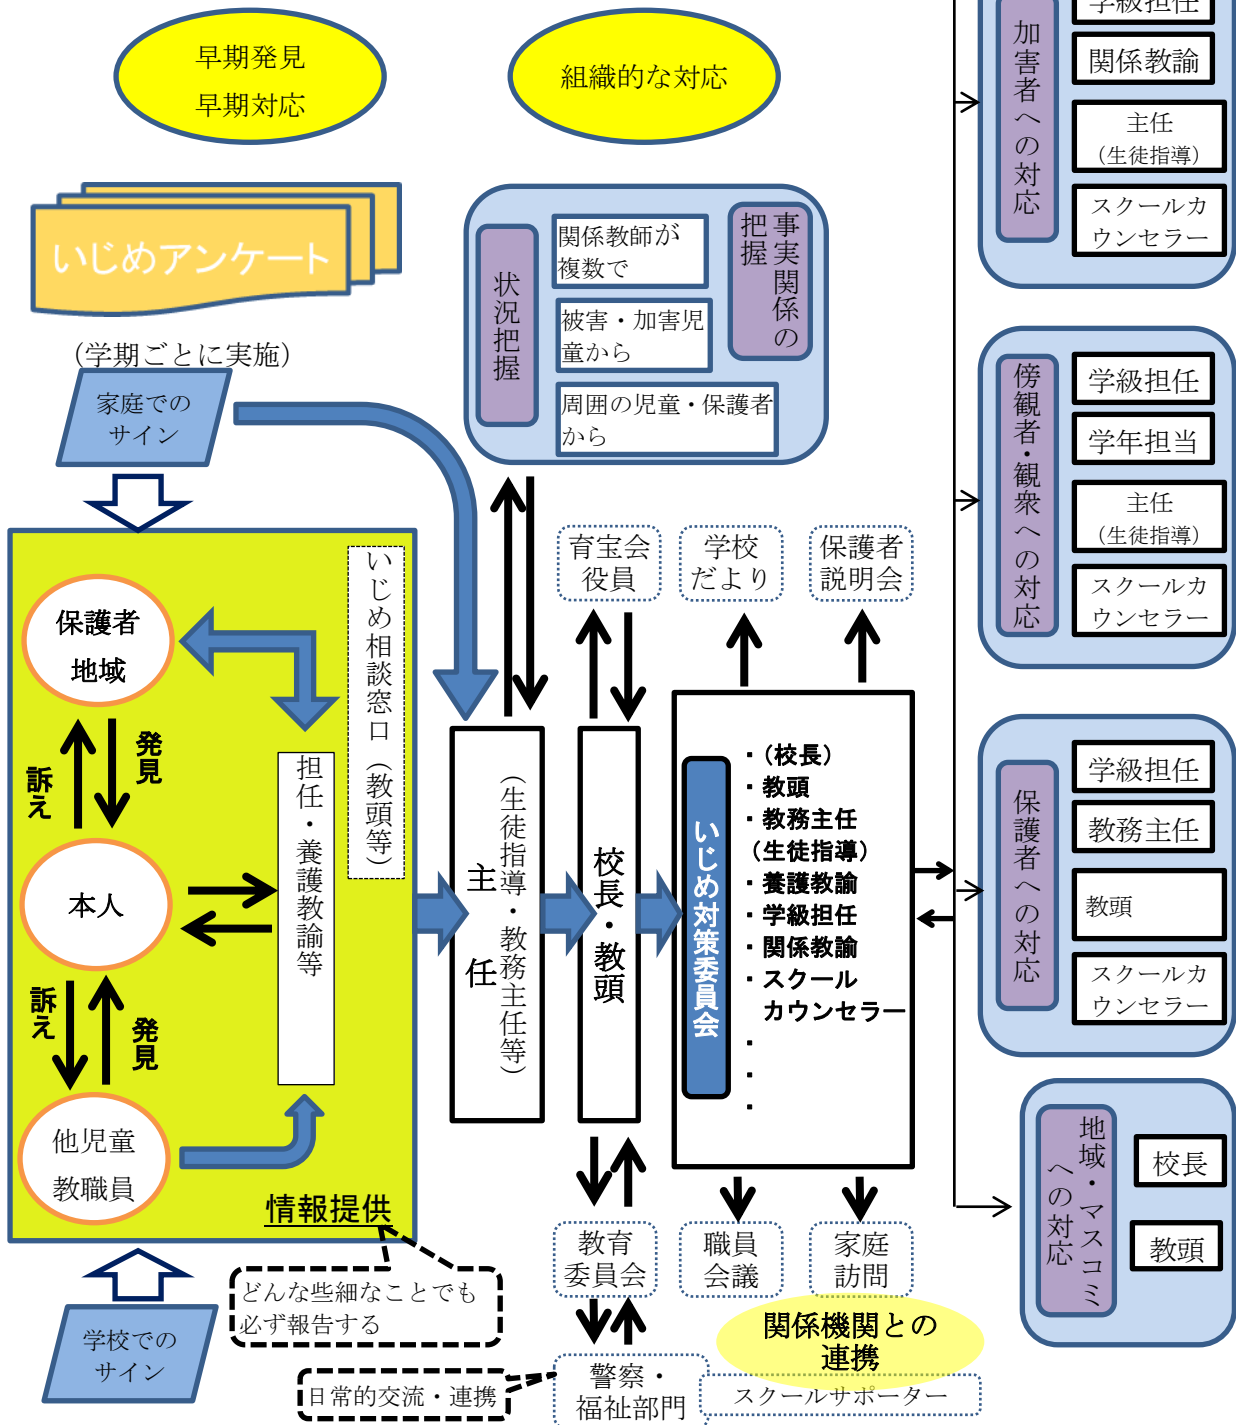 早期発見
早期対応
組織的な対応
いじめアンケート
(学期ごとに実施)
家庭での
サイン
状況把握
関係教師が
複数で
被害・加害児
童から
周囲の児童・保護者
から
事実関係の
把握
保護者
地域
訴え
発見
本人
訴え
発見
他児童
教職員
いじめ相談窓口（教頭等）
担任・養護教諭等
情報提供
どんな些細なことでも
必ず報告する
学校での
サイン
主任
（生徒指導・教務主任等）
校長・教頭
育宝会
役員
学校
だより
保護者
説明会
いじめ対策委員会
・（校長）
・教頭
・教務主任
（生徒指導）
・養護教諭
・学級担任
・関係教諭
・スクール
カウンセラー
・
・
・
教育
委員会
職員
会議
家庭
訪問
関係機関との
連携
日常的交流・連携
警察・
福祉部門
スクールサポーター
加害者への対応
学級担任
関係教諭
主任
（生徒指導）
スクールカ
ウンセラー
傍観者・観衆への対応
学級担任
学年担当
主任
（生徒指導）
スクールカ
ウンセラー
保護者への対応
学級担任
教務主任
教頭
スクールカ
ウンセラー
地域・マスコミ
への対応
校長
教頭